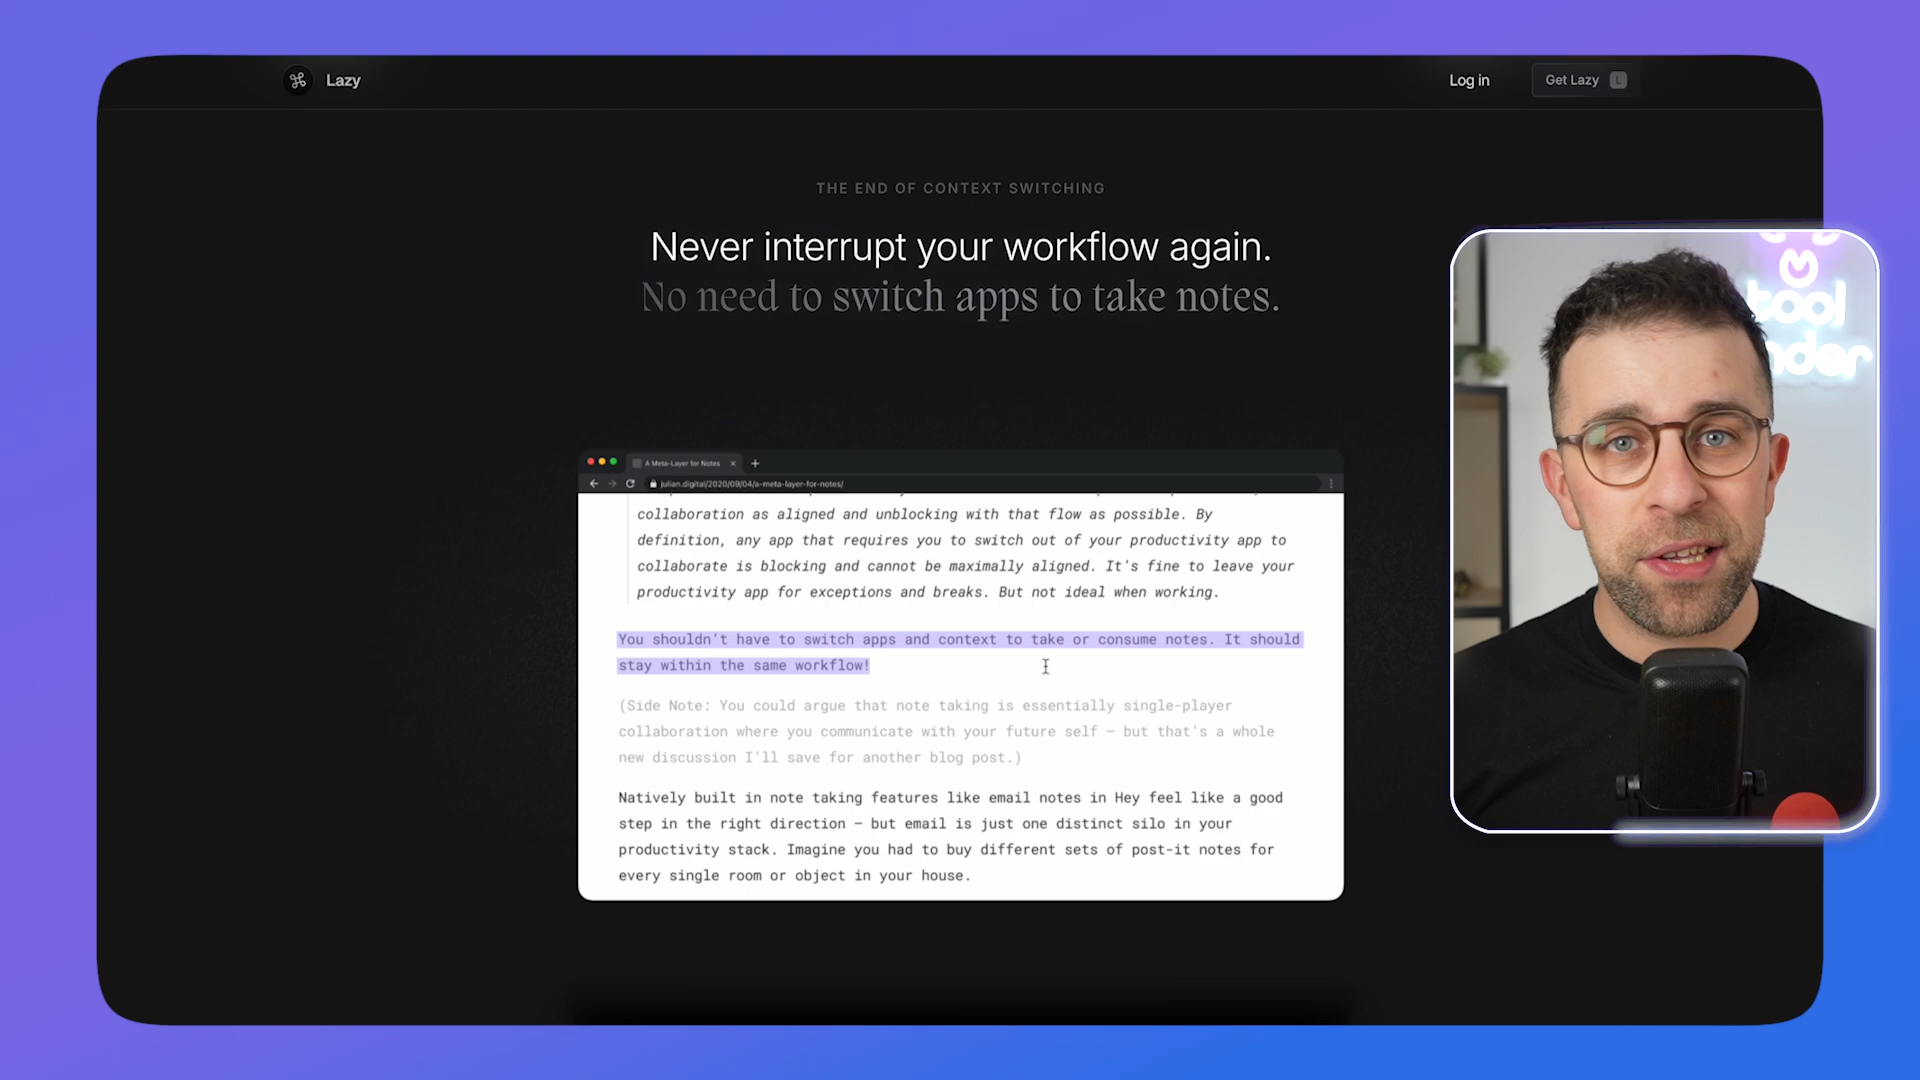 Lazy
Log in
Get Lazy L
THE END OF CONTEXT SWITCHING
Never interrupt your workflow again.
No need to switch apps to take notes.
A Meta-Layer for Notes
julian.digital/2020/09/04/a-meta-layer-for-notes/
collaboration as aligned and unblocking with that flow as possible. By
definition, any app that requires you to switch out of your productivity app to
collaborate is blocking and cannot be maximally aligned. It's fine to leave your
productivity app for exceptions and breaks. But not ideal when working.
You shouldn't have to switch apps and context to take or consume notes. It should
stay within the same workflow!
(Side Note: You could argue that note taking is essentially single-player
collaboration where you communicate with your future self – but that's a whole
new discussion I'll save for another blog post.)
Natively built in note taking features like email notes in Hey feel like a good
step in the right direction – but email is just one distinct silo in your
productivity stack. Imagine you had to buy different sets of post-it notes for
every single room or object in your house.
tool
nder